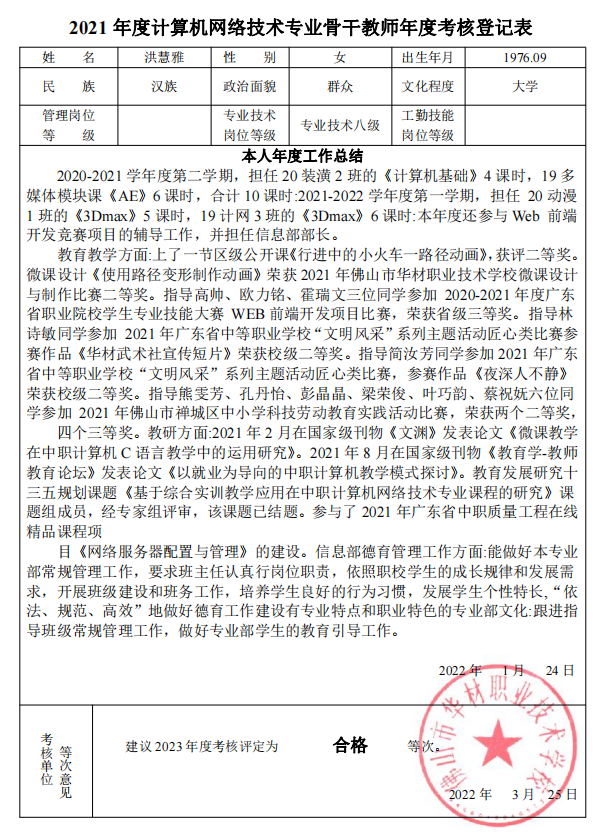 2021 年度计算机网络技术专业骨干教师年度考核登记表
姓 名 洪慧雅 性 别 女 出生年月 1976.09
民 族 汉族 政治面貌 群众 文化程度 大学
管理岗位等 级 专业技术岗位等级 专业技术八级 工勤技能岗位等级
本人年度工作总结
2020-2021 学年度第二学期，担任 20 装潢 2 班的《计算机基础》4 课时，19 多
媒体模块课《AE》6 课时，合计 10 课时:2021-2022 学年度第一学期，担任 20 动漫
1 班的《3Dmax》5 课时，19 计网 3 班的《3Dmax》6 课时:本年度还参与 Web 前端
开发竞赛项目的辅导工作，并担任信息部部长。
教育教学方面:上了一节区级公开课《行进中的小火车一路径动画》，获评二等奖。
微课设计《使用路径变形制作动画》荣获 2021 年佛山市华材职业技术学校微课设计
与制作比赛二等奖。指导高帅、欧力铭、霍瑞文三位同学参加 2020-2021 年度广东
省职业院校学生专业技能大赛 WEB 前端开发项目比赛，荣获省级三等奖。指导林
诗敏同学参加 2021 年广东省中等职业学校“文明风采”系列主题活动匠心类比赛参
赛作品《华材武术社宣传短片》荣获校级二等奖。指导简汝芳同学参加 2021 年广东
省中等职业学校“文明风采”系列主题活动匠心类比赛，参赛作品《夜深人不静》
荣获校级二等奖。指导熊雯芳、孔丹怡、彭晶晶、梁荣俊、叶巧韵、蔡祝妧六位同
学参加 2021 年佛山市禅城区中小学科技劳动教育实践活动比赛，荣获两个二等奖，
四个三等奖。教研方面:2021 年 2 月在国家级刊物《文渊》发表论文《微课教学
在中职计算机 C 语言教学中的运用研究》。2021 年 8 月在国家级刊物《教育学-教师
教育论坛》发表论文《以就业为导向的中职计算机教学模式探讨》。教育发展研究十
三五规划课题《基于综合实训教学应用在中职计算机网络技术专业课程的研究》课
题组成员，经专家组评审，该课题已结题。参与了 2021 年广东省中职质量工程在线
精品课程项
目《网络服务器配置与管理》的建设。信息部德育管理工作方面:能做好本专业
部常规管理工作，要求班主任认真行岗位职责，依照职校学生的成长规律和发展需
求，开展班级建设和班务工作，培养学生良好的行为习惯，发展学生个性特长,“依
法、规范、高效”地做好德育工作建设有专业特点和职业特色的专业部文化:跟进指
导班级常规管理工作，做好专业部学生的教育引导工作。
2022 年 1 月 24 日
考核单位 等次意见 建议 2023 年度考核评定为 合格 等次。
佛山市华材职业技术学校
2022 年 3 月 25 日